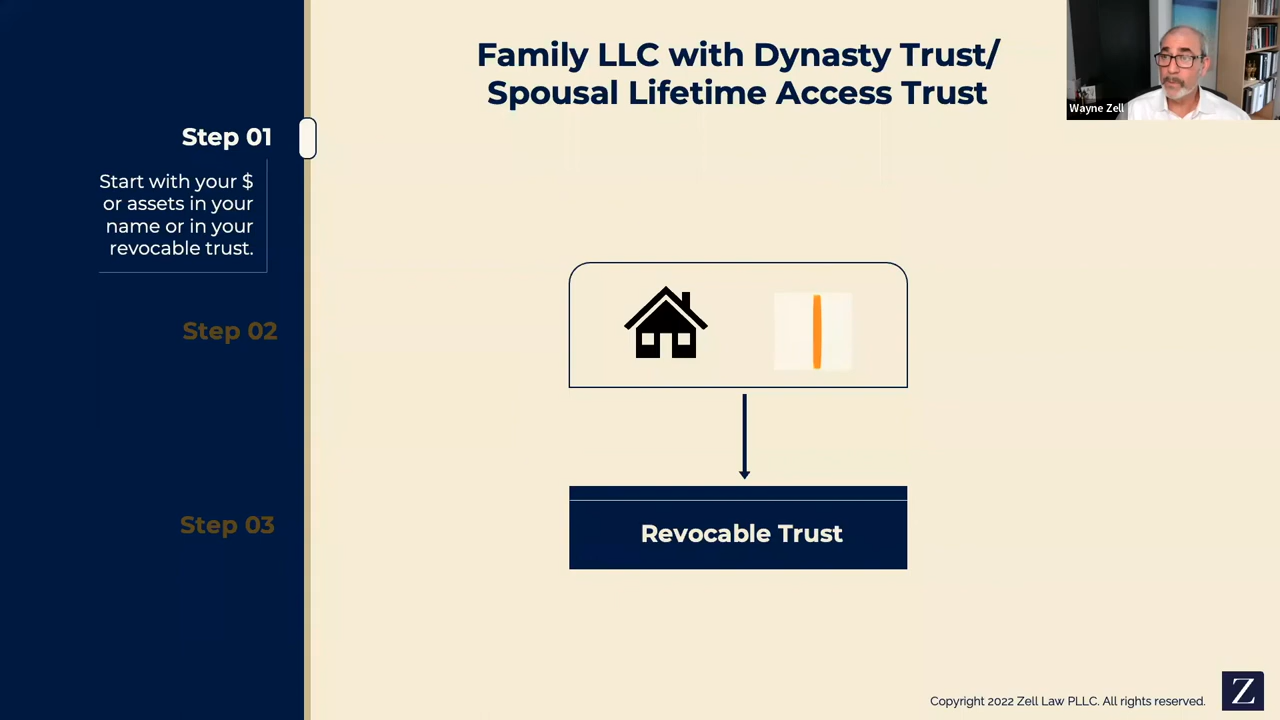 Family LLC with Dynasty Trust/
Spousal Lifetime Access Trust
Wayne Zell
Step 01
Start with your $
or assets in your
name or in your
revocable trust.
Step 02
Step 03
Revocable Trust
Copyright 2022 Zell Law PLLC. All rights reserved.
Z